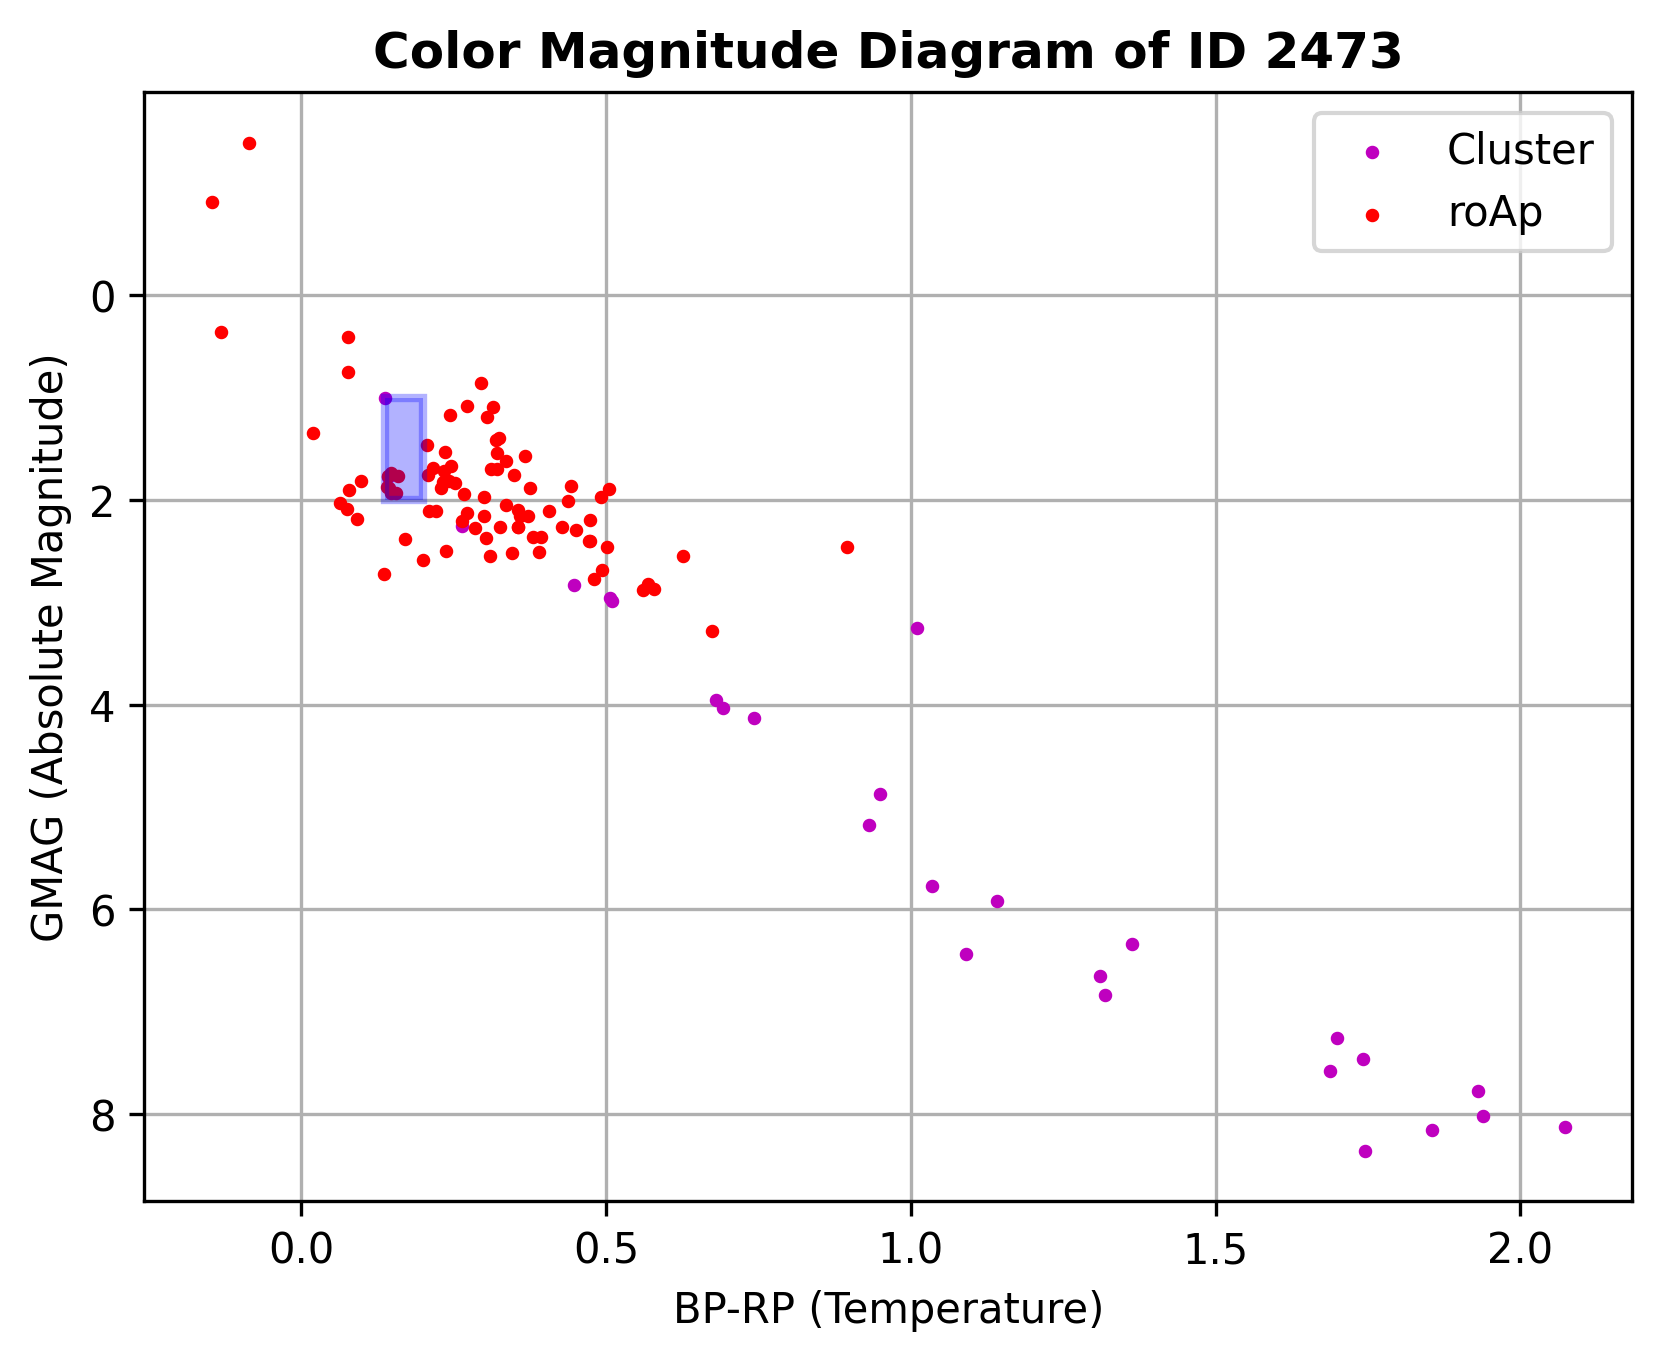 Color Magnitude Diagram of ID 2473
Cluster
roAp
GMAG (Absolute Magnitude)
0
2
4
6
8
0.0 0.5 1.0 1.5 2.0
BP-RP (Temperature)